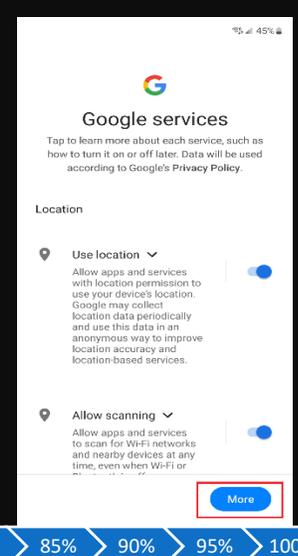 45%
G
Google services
Tap to learn more about each service, such as
how to turn it on or off later. Data will be used
according to Google's Privacy Policy.
Location
Use location
Allow apps and services
with location permission to
use your device's location.
Google may collect
location data periodically
and use this data in an
anonymous way to improve
location accuracy and
location-based services.
Allow scanning
Allow apps and services
to scan for Wi-Fi networks
and nearby devices at any
time, even when Wi-Fi or
More
85% 90% 95% 100